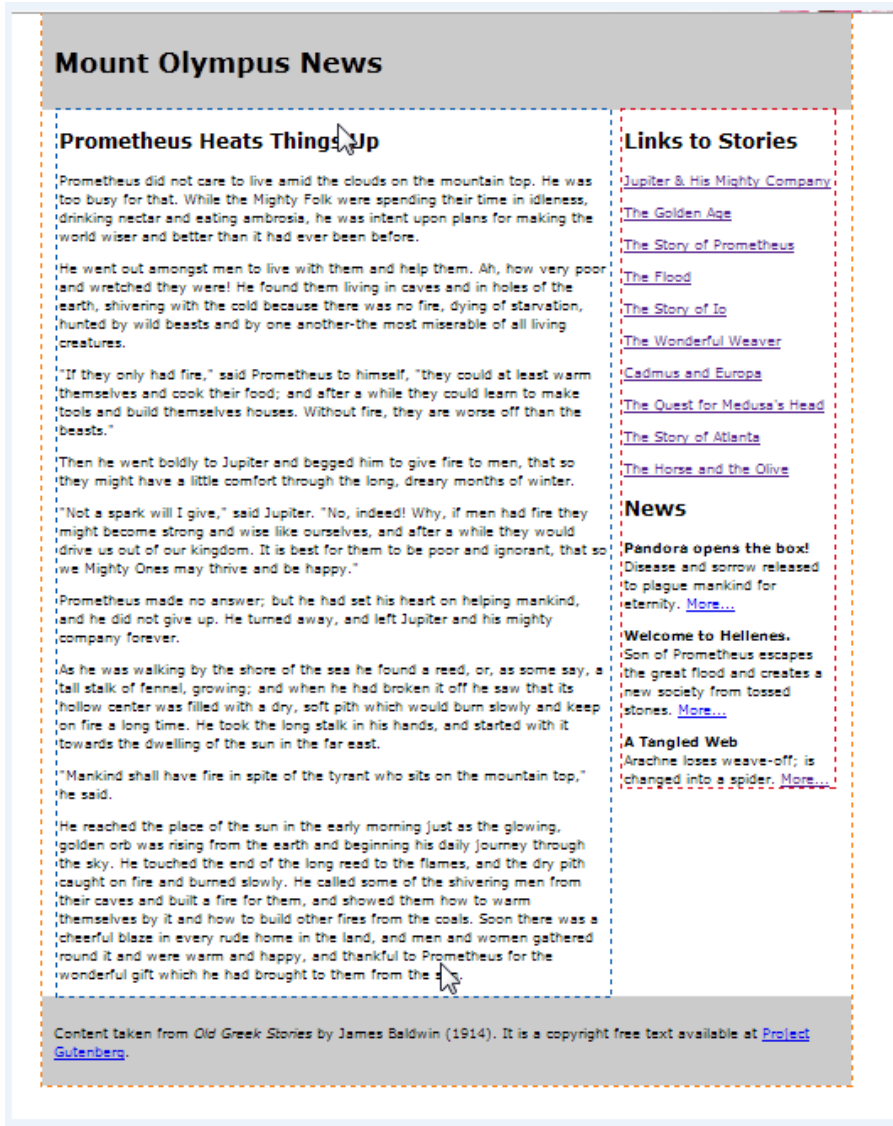 Mount Olympus News
Prometheus Heats Things Up
Prometheus did not care to live amid the clouds on the mountain top. He was
too busy for that. While the Mighty Folk were spending their time in idleness,
drinking nectar and eating ambrosia, he was intent upon plans for making the
world wiser and better than it had ever been before.
He went out amongst men to live with them and help them. Ah, how very poor
and wretched they were! He found them living in caves and in holes of the
earth, shivering with the cold because there was no fire, dying of starvation,
hunted by wild beasts and by one another-the most miserable of all living
creatures.
"If they only had fire," said Prometheus to himself, "they could at least warm
themselves and cook their food; and after a while they could learn to make
tools and build themselves houses. Without fire, they are worse off than the
beasts."
Then he went boldly to Jupiter and begged him to give fire to men, that so
they might have a little comfort through the long, dreary months of winter.
"Not a spark will I give," said Jupiter. "No, indeed! Why, if men had fire they
might become strong and wise like ourselves, and after a while they would
drive us out of our kingdom. It is best for them to be poor and ignorant, that so
we Mighty Ones may thrive and be happy."
Prometheus made no answer; but he had set his heart on helping mankind,
and he did not give up. He turned away, and left Jupiter and his mighty
company forever.
As he was walking by the shore of the sea he found a reed, or, as some say, a
tall stalk of fennel, growing; and when he had broken it off he saw that its
hollow center was filled with a dry, soft pith which would burn slowly and keep
on fire a long time. He took the long stalk in his hands, and started with it
towards the dwelling of the sun in the far east.
"Mankind shall have fire in spite of the tyrant who sits on the mountain top,"
he said.
He reached the place of the sun in the early morning just as the glowing,
golden orb was rising from the earth and beginning his daily journey through
the sky. He touched the end of the long reed to the flames, and the dry pith
caught on fire and burned slowly. He called some of the shivering men from
their caves and built a fire for them, and showed them how to warm
themselves by it and how to build other fires from the coals. Soon there was a
cheerful blaze in every rude home in the land, and men and women gathered
round it and were warm and happy, and thankful to Prometheus for the
wonderful gift which he had brought to them from the sun.
Links to Stories
Jupiter & His Mighty Company
The Golden Age
The Story of Prometheus
The Flood
The Story of Io
The Wonderful Weaver
Cadmus and Europa
The Quest for Medusa's Head
The Story of Atlanta
The Horse and the Olive
News
Pandora opens the box!
Disease and sorrow released
to plague mankind for
eternity. More...
Welcome to Hellenes.
Son of Prometheus escapes
the great flood and creates a
new society from tossed
stones. More...
A Tangled Web
Arachne loses weave-off; is
changed into a spider. More...
Content taken from Old Greek Stories by James Baldwin (1914). It is a copyright free text available at Project
Gutenberg.